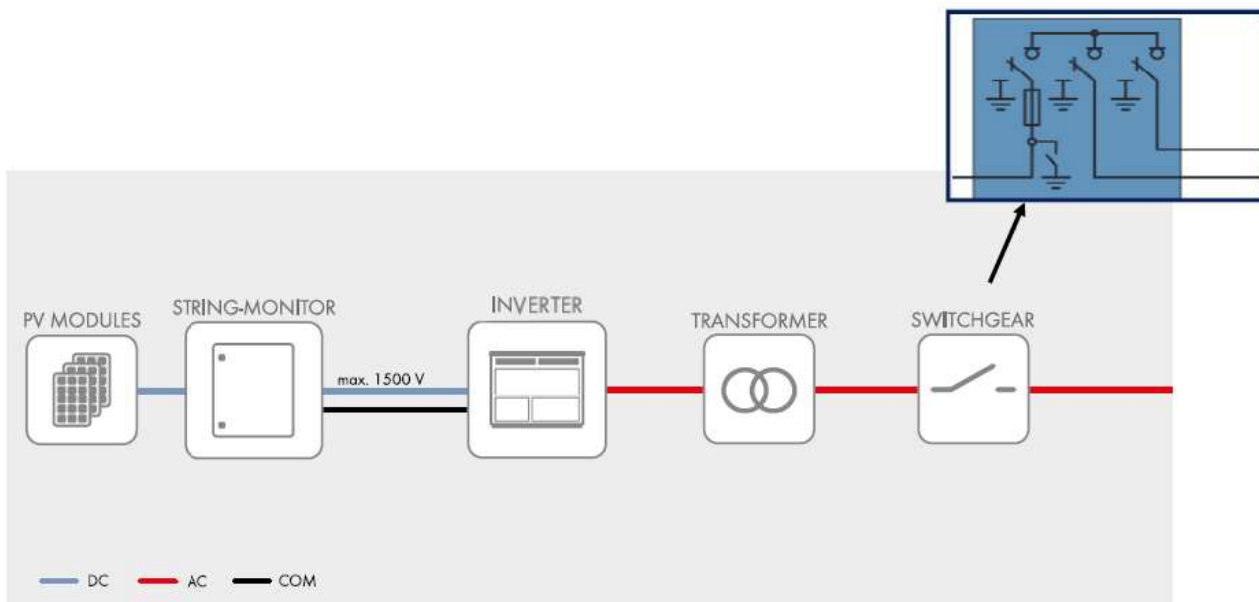 PV MODULES
STRING-MONITOR
max. 1500 V
INVERTER
TRANSFORMER
SWITCHGEAR
DC
AC
COM